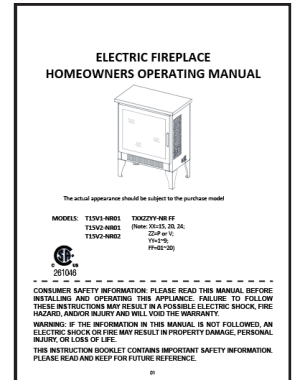 ELECTRIC FIREPLACE
HOMEOWNERS OPERATING MANUAL
The actual appearance should be subject to the purchase model
MODELS: T15V1-NR01 TXXZZYY-NR FF
T15V2-NR01 (Note: XX=15, 20, 24;
T15V2-NR02 ZZ=P or V;
YY=1~9;
FF=01~20)
C US
261046
CONSUMER SAFETY INFORMATION: PLEASE READ THIS MANUAL BEFORE
INSTALLING AND OPERATING THIS APPLIANCE. FAILURE TO FOLLOW
THESE INSTRUCTIONS MAY RESULT IN A POSSIBLE ELECTRIC SHOCK, FIRE
HAZARD, AND/OR INJURY AND WILL VOID THE WARRANTY.
WARNING: IF THE INFORMATION IN THIS MANUAL IS NOT FOLLOWED, AN
ELECTRIC SHOCK OR FIRE MAY RESULT IN PROPERTY DAMAGE, PERSONAL
INJURY, OR LOSS OF LIFE.
THIS INSTRUCTION BOOKLET CONTAINS IMPORTANT SAFETY INFORMATION.
PLEASE READ AND KEEP FOR FUTURE REFERENCE.
01